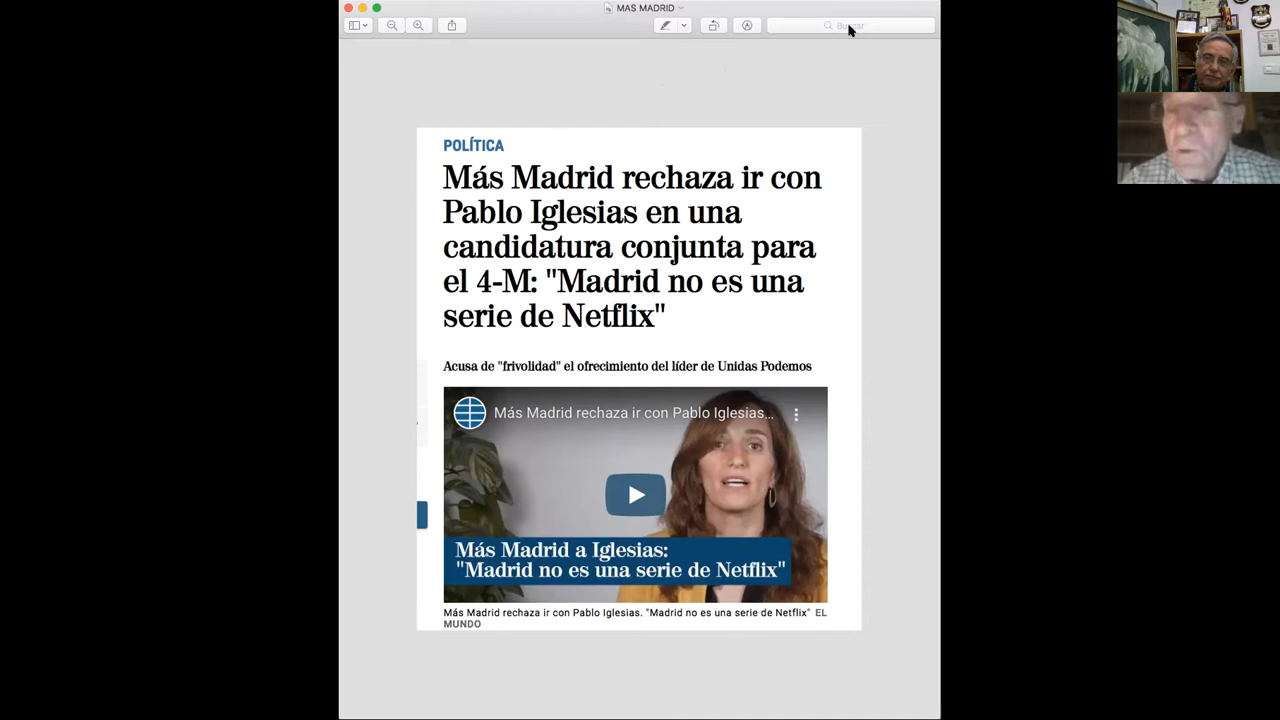 MAS MADRID
Buscar
POLÍTICA
Más Madrid rechaza ir con
Pablo Iglesias en una
candidatura conjunta para
el 4-M: "Madrid no es una
serie de Netflix"
Acusa de "frivolidad" el ofrecimiento del líder de Unidas Podemos
Más Madrid rechaza ir con Pablo Iglesias...
Más Madrid a Iglesias:
"Madrid no es una serie de Netflix"
Más Madrid rechaza ir con Pablo Iglesias. "Madrid no es una serie de Netflix" EL
MUNDO